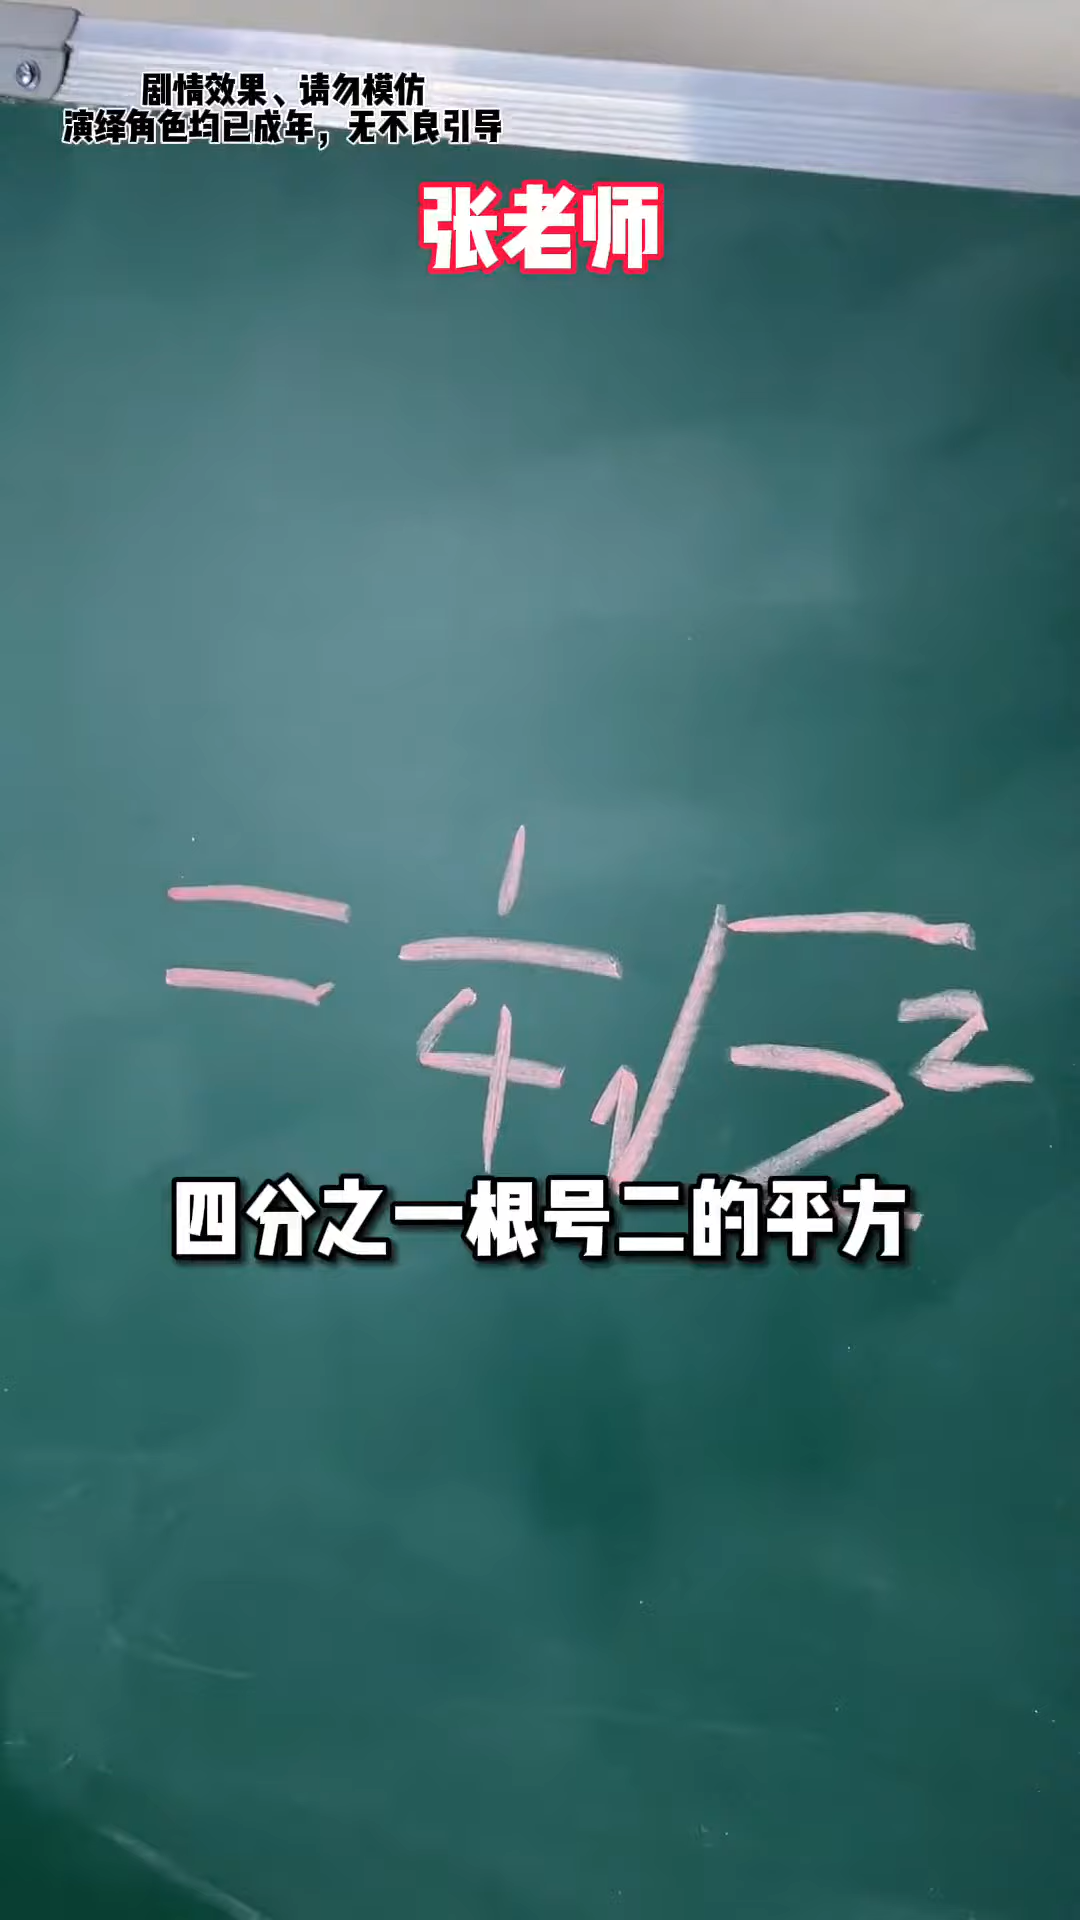 剧情效果、请勿模仿
演绎角色均已成年，无不良引导
张老师
= 1/4 √2²
四分之一根号二的平方